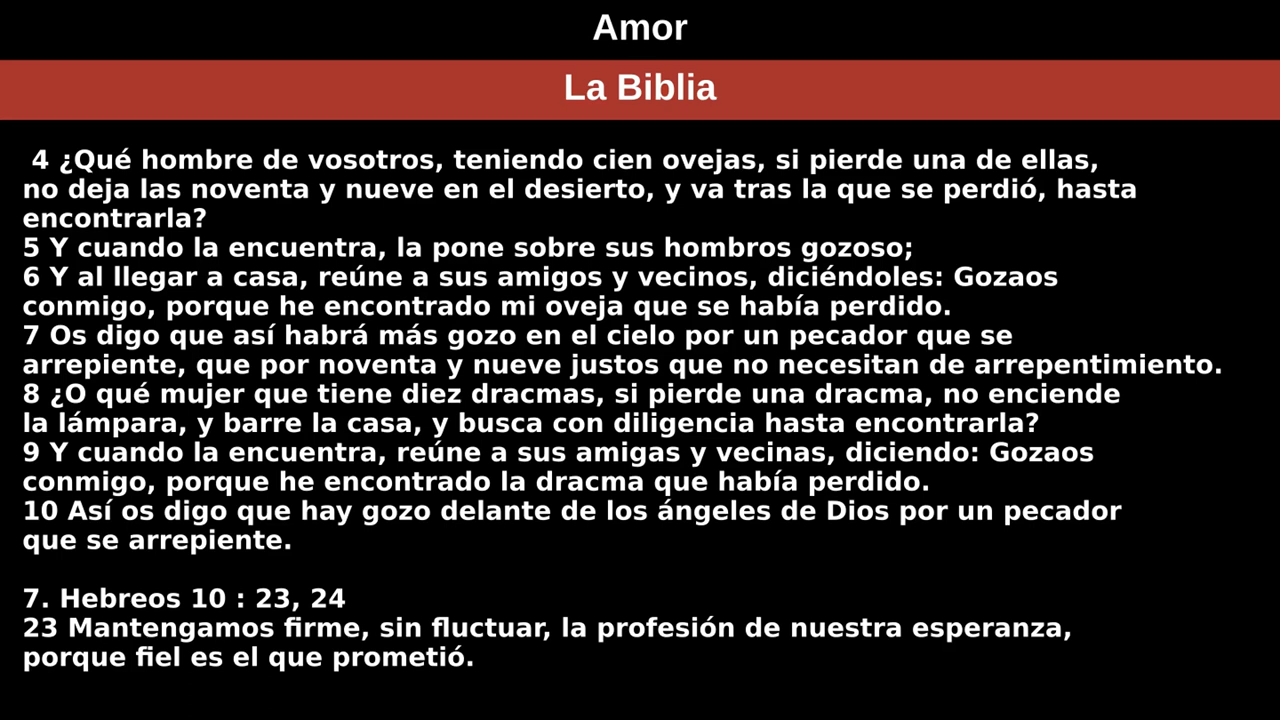 Amor
La Biblia
4 ¿Qué hombre de vosotros, teniendo cien ovejas, si pierde una de ellas,
no deja las noventa y nueve en el desierto, y va tras la que se perdió, hasta
encontrarla?
5 Y cuando la encuentra, la pone sobre sus hombros gozoso;
6 Y al llegar a casa, reúne a sus amigos y vecinos, diciéndoles: Gozaos
conmigo, porque he encontrado mi oveja que se había perdido.
7 Os digo que así habrá más gozo en el cielo por un pecador que se
arrepiente, que por noventa y nueve justos que no necesitan de arrepentimiento.
8 ¿O qué mujer que tiene diez dracmas, si pierde una dracma, no enciende
la lámpara, y barre la casa, y busca con diligencia hasta encontrarla?
9 Y cuando la encuentra, reúne a sus amigas y vecinas, diciendo: Gozaos
conmigo, porque he encontrado la dracma que había perdido.
10 Así os digo que hay gozo delante de los ángeles de Dios por un pecador
que se arrepiente.
7. Hebreos 10 : 23, 24
23 Mantengamos firme, sin fluctuar, la profesión de nuestra esperanza,
porque fiel es el que prometió.